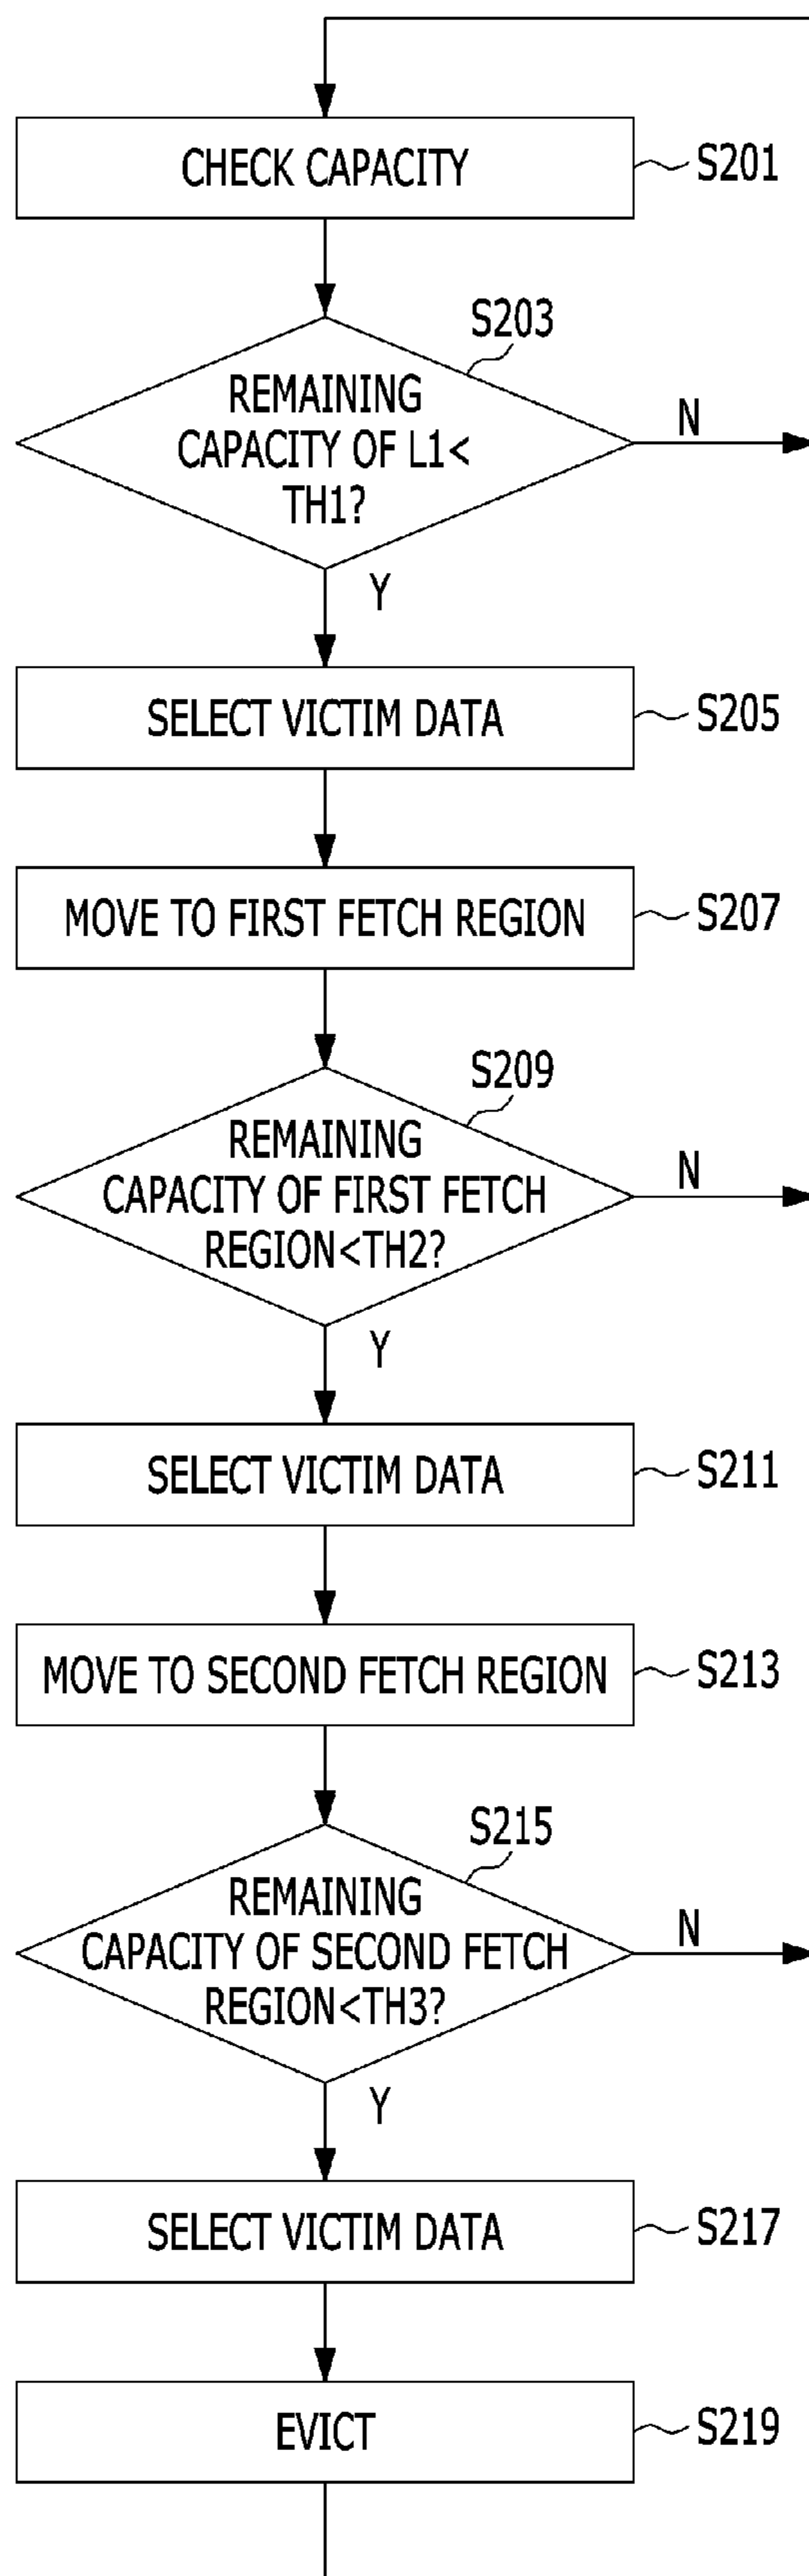 CHECK CAPACITY
S201
S203
REMAINING
CAPACITY OF L1<
TH1?
N
Y
SELECT VICTIM DATA
S205
MOVE TO FIRST FETCH REGION
S207
S209
REMAINING
CAPACITY OF FIRST FETCH
REGION<TH2?
N
Y
SELECT VICTIM DATA
S211
MOVE TO SECOND FETCH REGION
S213
S215
REMAINING
CAPACITY OF SECOND FETCH
REGION<TH3?
N
Y
SELECT VICTIM DATA
S217
EVICT
S219